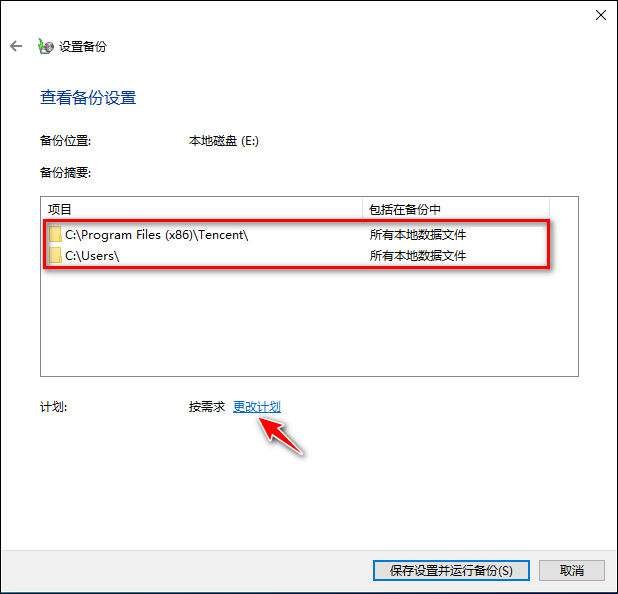 设置备份
查看备份设置
备份位置: 本地磁盘 (E:)
备份摘要:
项目 包括在备份中
C:\Program Files (x86)\Tencent\ 所有本地数据文件
C:\Users\ 所有本地数据文件
计划: 按需求 更改计划
保存设置并运行备份(S) 取消